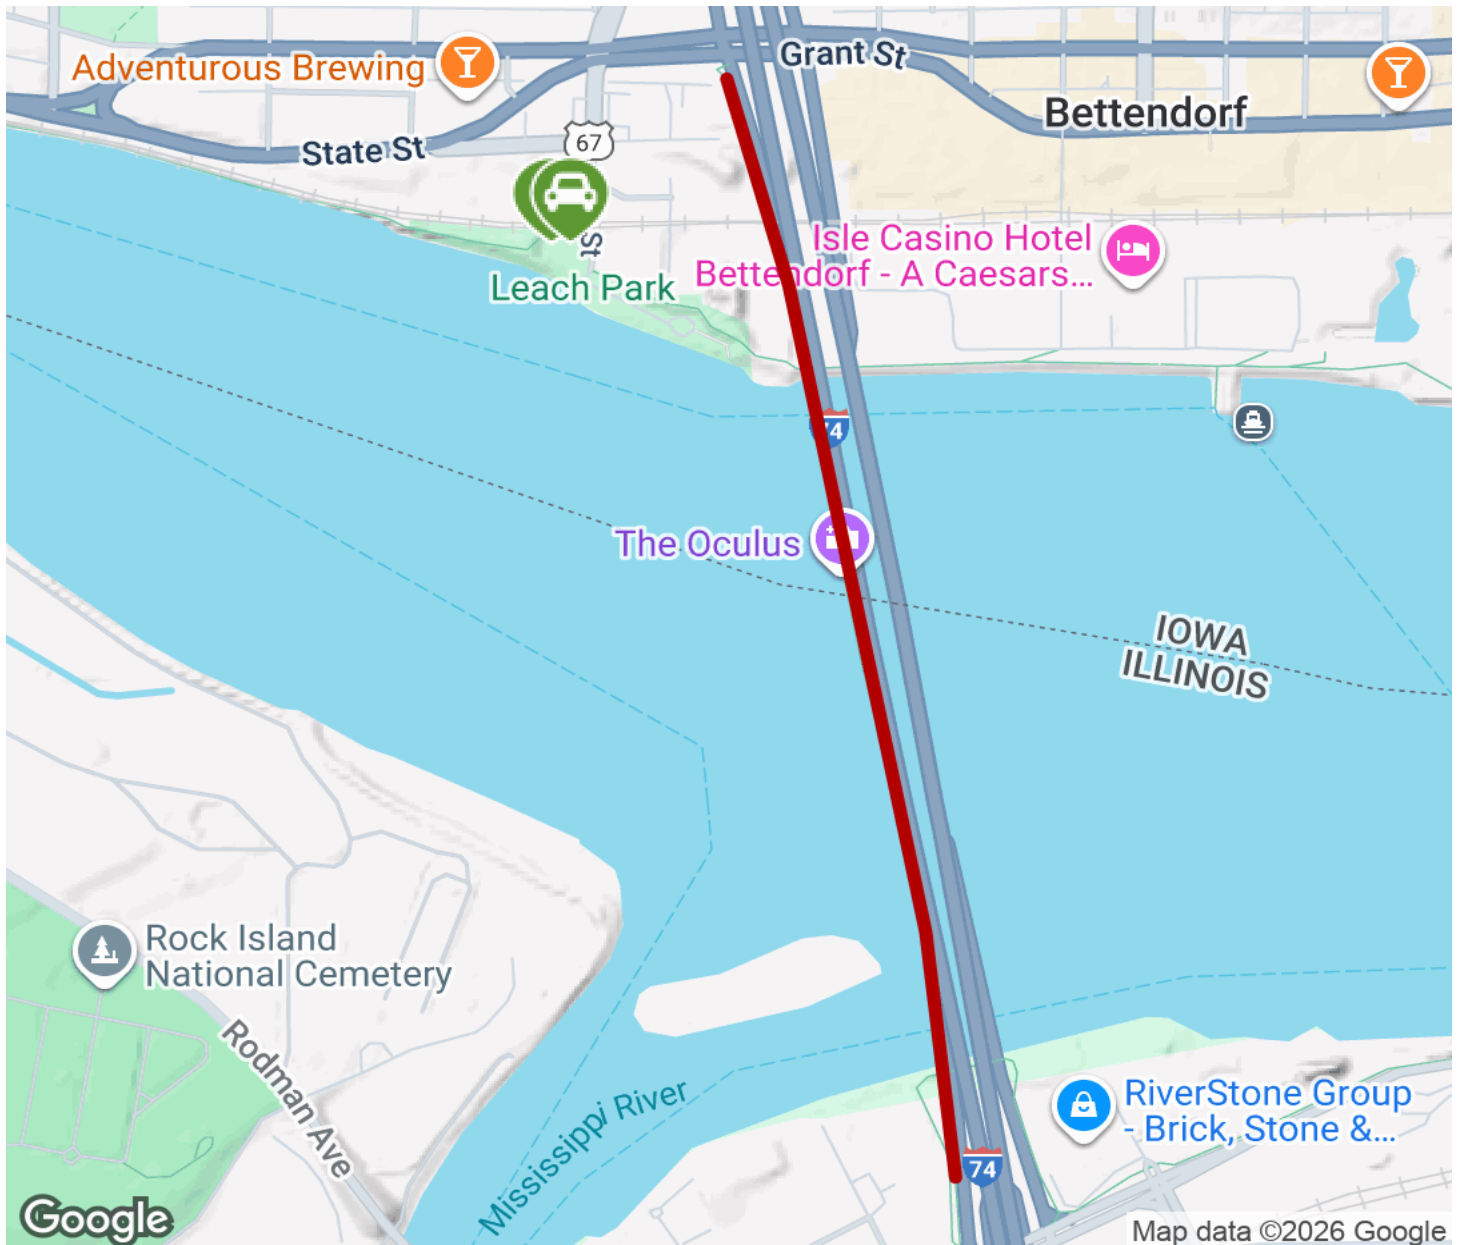 Grant St
Adventurous Brewing
Bettendorf
State St
67
St
Isle Casino Hotel
Bettendorf - A Caesars...
Leach Park
74
The Oculus
IOWA
ILLINOIS
Rock Island
National Cemetery
Rodman Ave
Mississippi River
RiverStone Group
- Brick, Stone &...
74
Google
Map data ©2026 Google